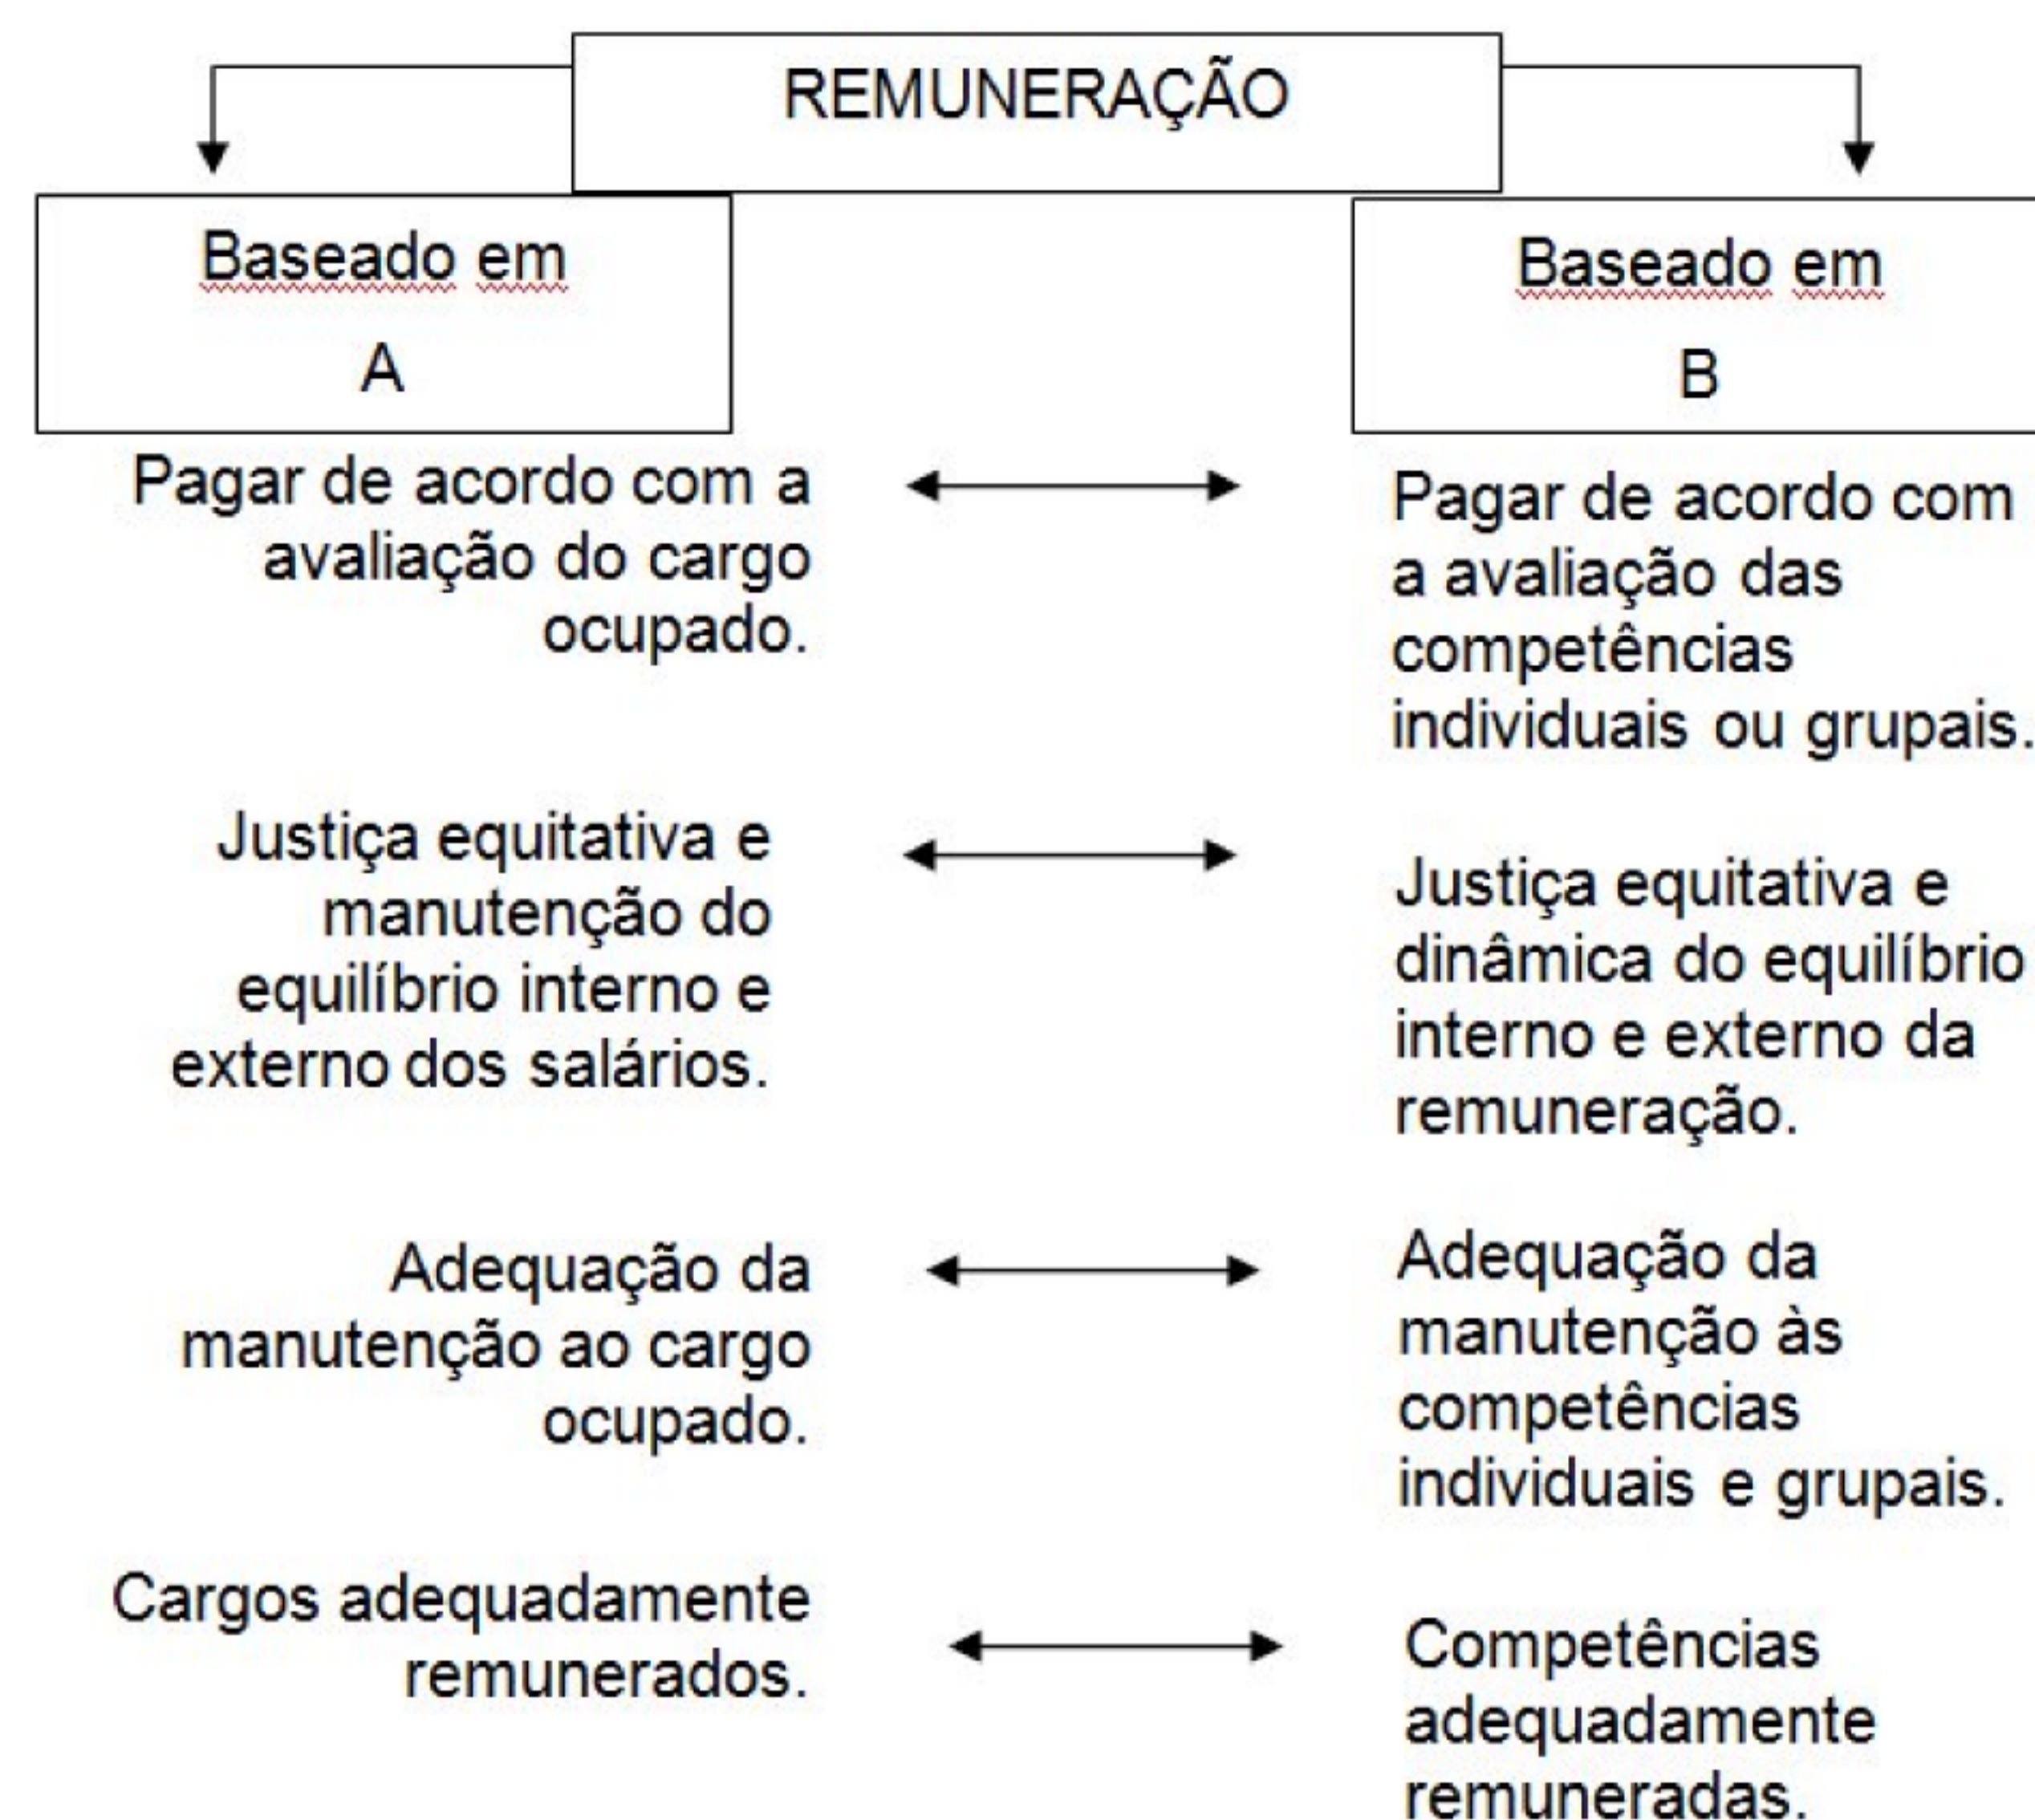 REMUNERAÇÃO
Baseado em
A
Baseado em
B
Pagar de acordo com a
avaliação do cargo
ocupado.
Pagar de acordo com
a avaliação das
competências
individuais ou grupais.
Justiça equitativa e
manutenção do
equilíbrio interno e
externo dos salários.
Justiça equitativa e
dinâmica do equilíbrio
interno e externo da
remuneração.
Adequação da
manutenção ao cargo
ocupado.
Adequação da
manutenção às
competências
individuais e grupais.
Cargos adequadamente
remunerados.
Competências
adequadamente
remuneradas.